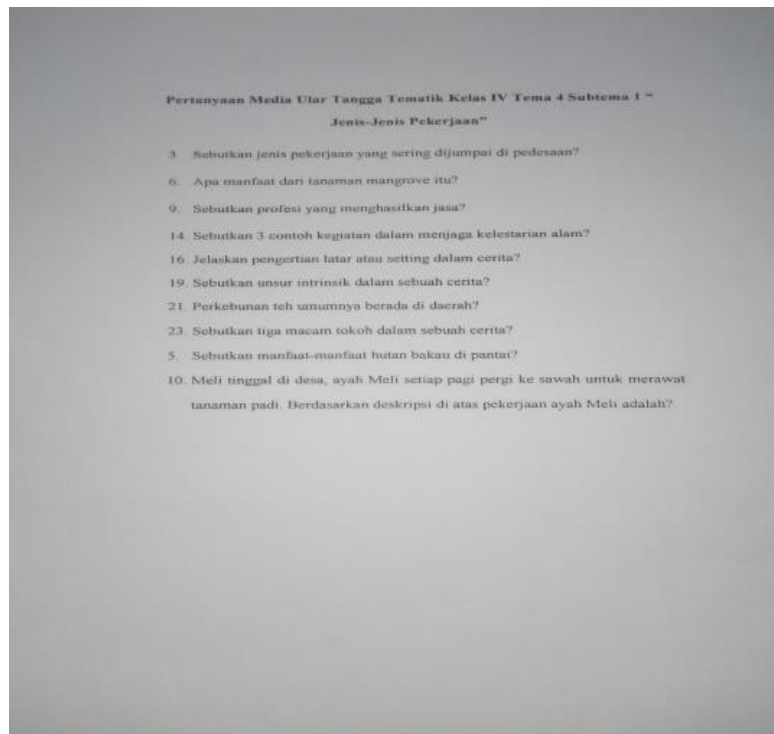 Pertanyaan Media Ular Tangga Tematik Kelas IV Tema 4 Subtema 1 "
Jenis-Jenis Pekerjaan"
3. Sebutkan jenis pekerjaan yang sering dijumpai di pedesaan?
6. Apa manfaat dari tanaman mangrove itu?
9. Sebutkan profesi yang menghasilkan jasa?
14. Sebutkan 3 contoh kegiatan dalam menjaga kelestarian alam?
16. Jelaskan pengertian latar atau setting dalam cerita?
19. Sebutkan unsur intrinsik dalam sebuah cerita?
21. Perkebunan teh umumnya berada di daerah?
23. Sebutkan tiga macam tokoh dalam sebuah cerita?
5. Sebutkan manfaat-manfaat hutan bakau di pantai?
10. Meli tinggal di desa, ayah Meli setiap pagi pergi ke sawah untuk merawat
tanaman padi. Berdasarkan deskripsi di atas pekerjaan ayah Meli adalah?